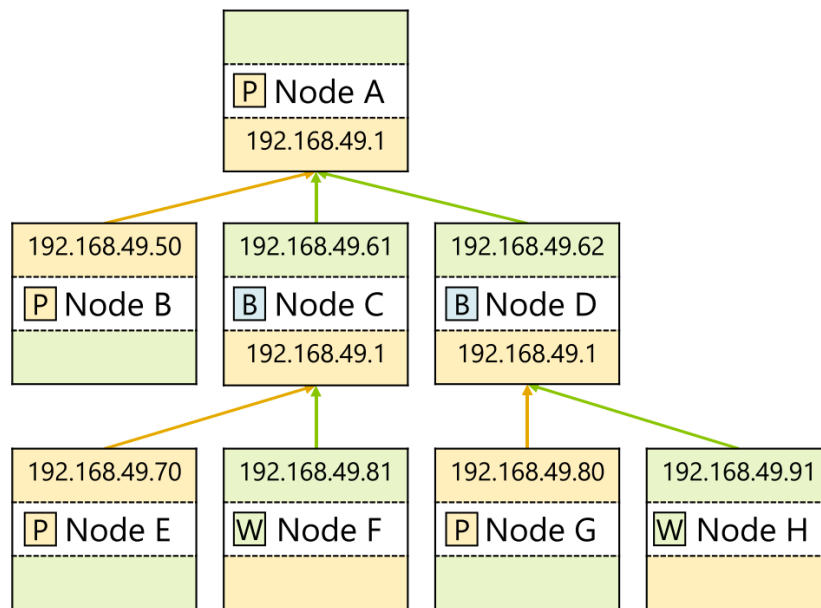 P Node A
192.168.49.1
192.168.49.50 192.168.49.61 192.168.49.62
P Node B B Node C B Node D
192.168.49.1 192.168.49.1
192.168.49.70 192.168.49.81 192.168.49.80 192.168.49.91
P Node E W Node F P Node G W Node H